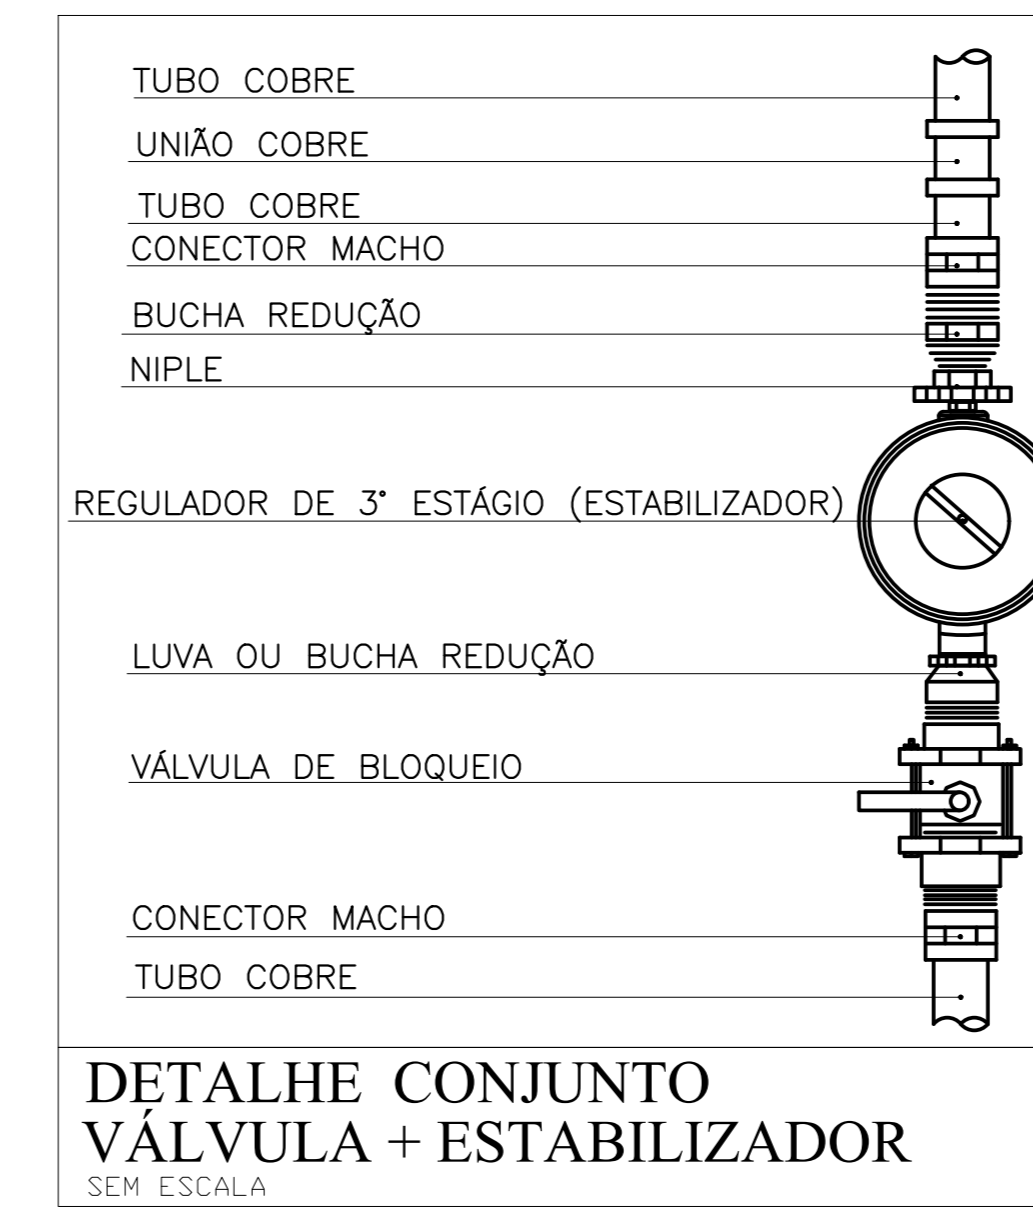 TUBO COBRE
UNIÃO COBRE
TUBO COBRE
CONECTOR MACHO
BUCHA REDUÇÃO
NIPLE
REGULADOR DE 3° ESTÁGIO (ESTABILIZADOR)
LUVA OU BUCHA REDUÇÃO
VÁLVULA DE BLOQUEIO
CONECTOR MACHO
TUBO COBRE
DETALHE CONJUNTO
VÁLVULA + ESTABILIZADOR
SEM ESCALA